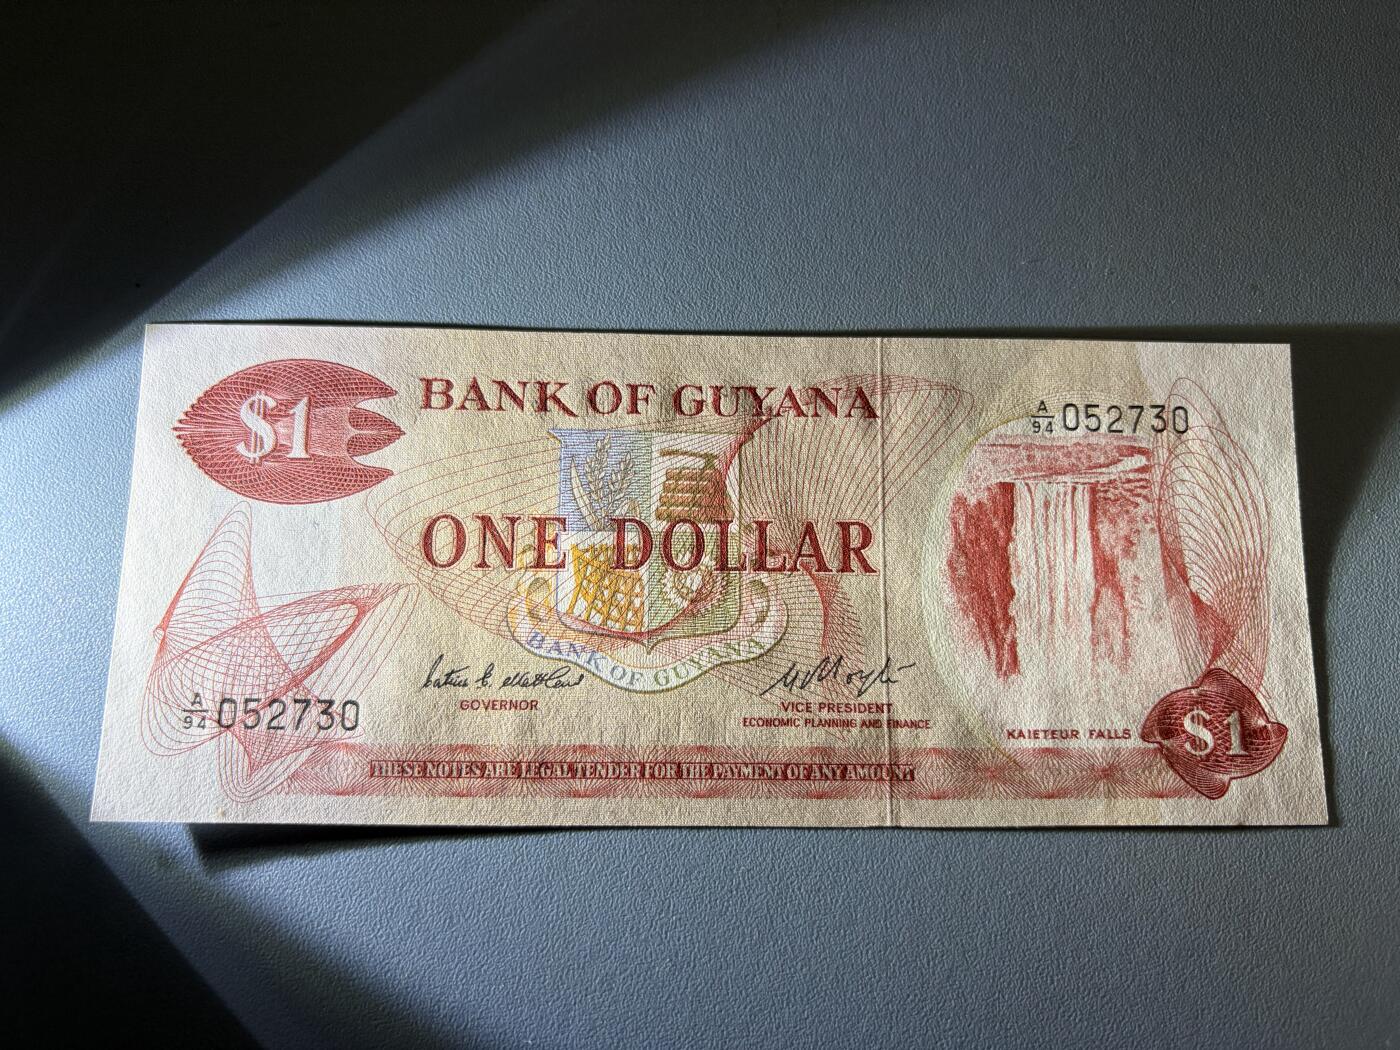 $1
BANK OF GUYANA
A/94 052730
ONE DOLLAR
BANK OF GUYANA
GOVERNOR
VICE PRESIDENT
ECONOMIC PLANNING AND FINANCE
A/94 052730
KAIETEUR FALLS
$1
THESE NOTES ARE LEGAL TENDER FOR THE PAYMENT OF ANY AMOUNT